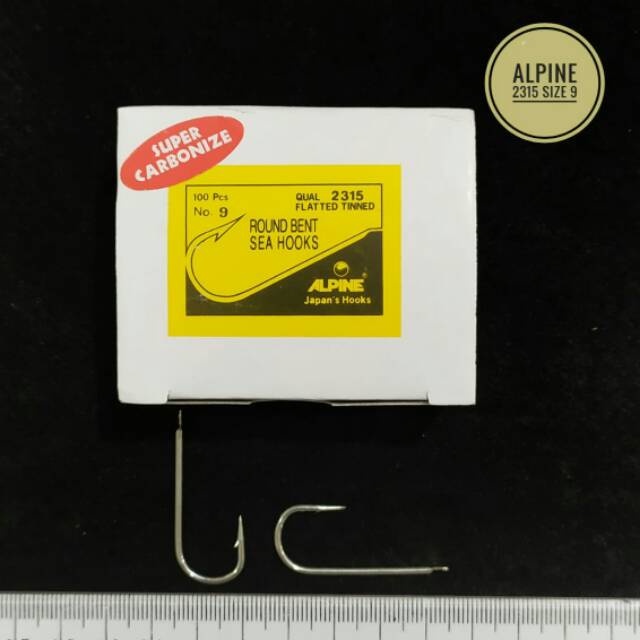 ALPINE
2315 SIZE 9
SUPER
CARBONIZE
100 Pcs
No. 9
QUAL 2315
FLATTED TINNED
ROUND BENT
SEA HOOKS
ALPINE
Japan's Hooks